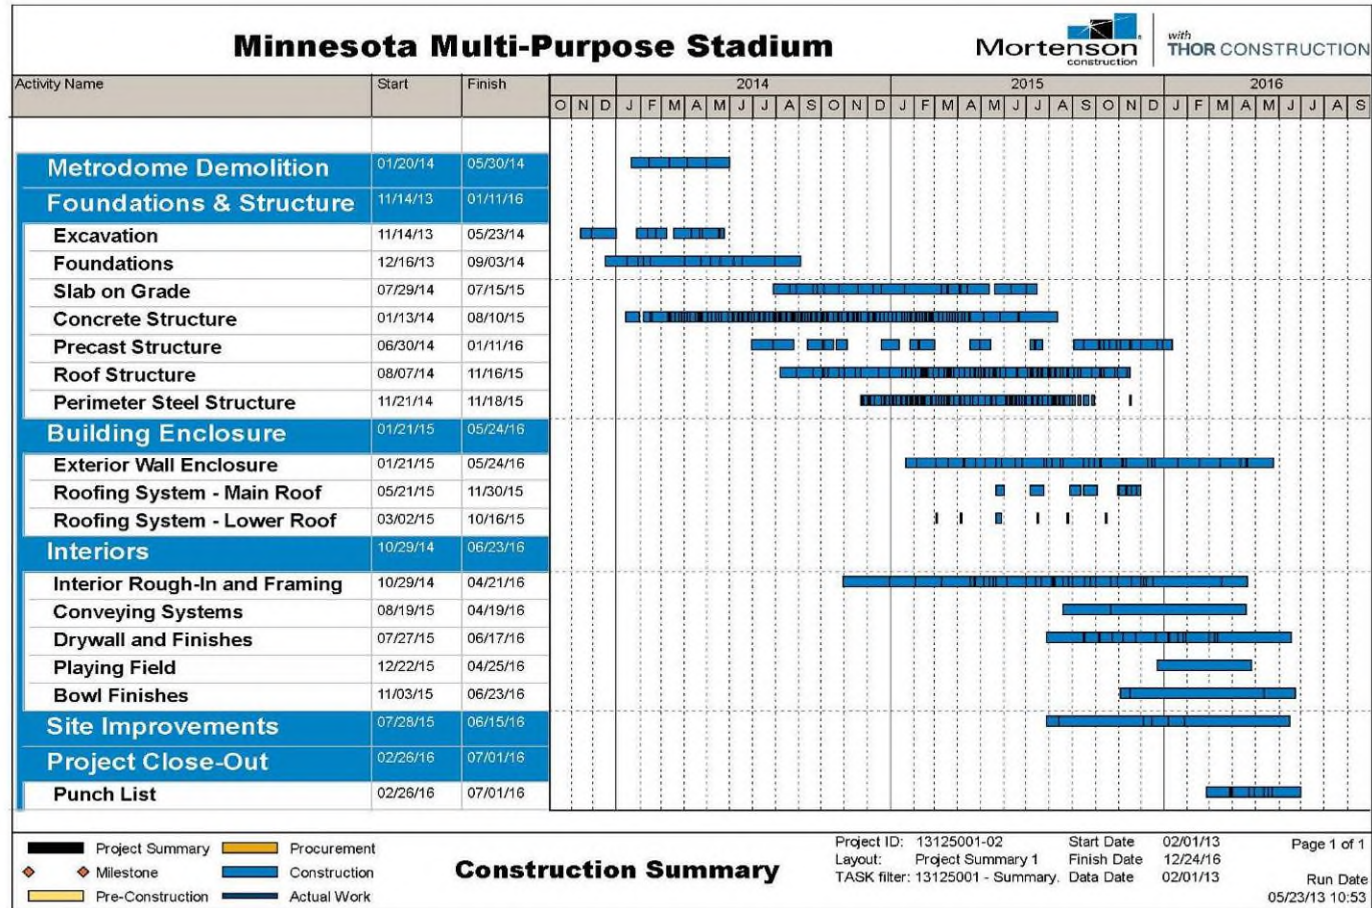 Minnesota Multi-Purpose Stadium
Mortenson construction
with THOR CONSTRUCTION
Activity Name Start Finish 2014 2015 2016
O N D J F M A M J J A S O N D J F M A M J J A S O N D J F M A M J J A S
Metrodome Demolition 01/20/14 05/30/14
Foundations & Structure 11/14/13 01/11/16
Excavation 11/14/13 05/23/14
Foundations 12/16/13 09/03/14
Slab on Grade 07/29/14 07/15/15
Concrete Structure 01/13/14 08/10/15
Precast Structure 06/30/14 01/11/16
Roof Structure 08/07/14 11/16/15
Perimeter Steel Structure 11/21/14 11/18/15
Building Enclosure 01/21/15 05/24/16
Exterior Wall Enclosure 01/21/15 05/24/16
Roofing System - Main Roof 05/21/15 11/30/15
Roofing System - Lower Roof 03/02/15 10/16/15
Interiors 10/29/14 06/23/16
Interior Rough-In and Framing 10/29/14 04/21/16
Conveying Systems 08/19/15 04/19/16
Drywall and Finishes 07/27/15 06/17/16
Playing Field 12/22/15 04/25/16
Bowl Finishes 11/03/15 06/23/16
Site Improvements 07/28/15 06/15/16
Project Close-Out 02/26/16 07/01/16
Punch List 02/26/16 07/01/16
Project Summary Procurement
Milestone Construction
Pre-Construction Actual Work
Construction Summary
Project ID: 13125001-02 Start Date 02/01/13 Page 1 of 1
Layout: Project Summary 1 Finish Date 12/24/16
TASK filter: 13125001 - Summary. Data Date 02/01/13 Run Date
05/23/13 10:53